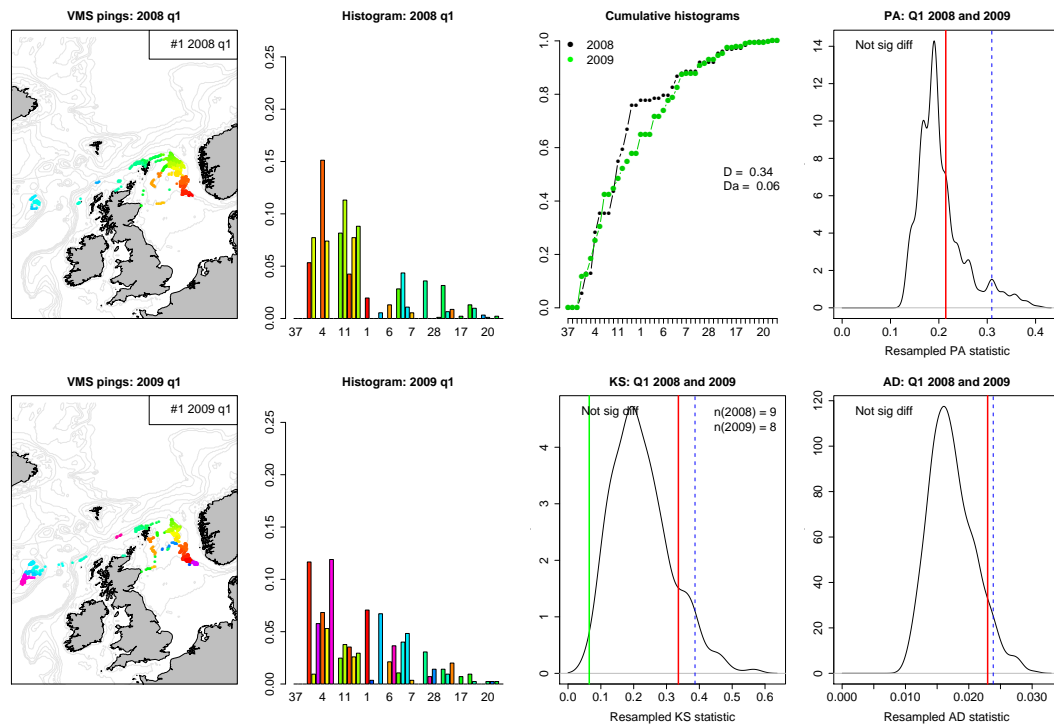 VMS pings: 2008 q1
#1 2008 q1
Histogram: 2008 q1
0.00 0.05 0.10 0.15 0.20 0.25
37 4 11 1 7 28 17 20
Cumulative histograms
2008
2009
D = 0.34
Da = 0.06
0.0 0.2 0.4 0.6 0.8 1.0
37 4 11 1 7 28 17 20
PA: Q1 2008 and 2009
Not sig diff
0 2 4 6 8 10 12 14
0.0 0.1 0.2 0.3 0.4
Resampled PA statistic
VMS pings: 2009 q1
#1 2009 q1
Histogram: 2009 q1
0.00 0.05 0.10 0.15 0.20 0.25
37 4 11 1 6 7 28 17 20
KS: Q1 2008 and 2009
Not sig diff
n(2008) = 9
n(2009) = 8
0 1 2 3 4
0.0 0.1 0.2 0.3 0.4 0.5 0.6
Resampled KS statistic
AD: Q1 2008 and 2009
Not sig diff
0 20 40 60 80 100 120
0.000 0.010 0.020 0.030
Resampled AD statistic